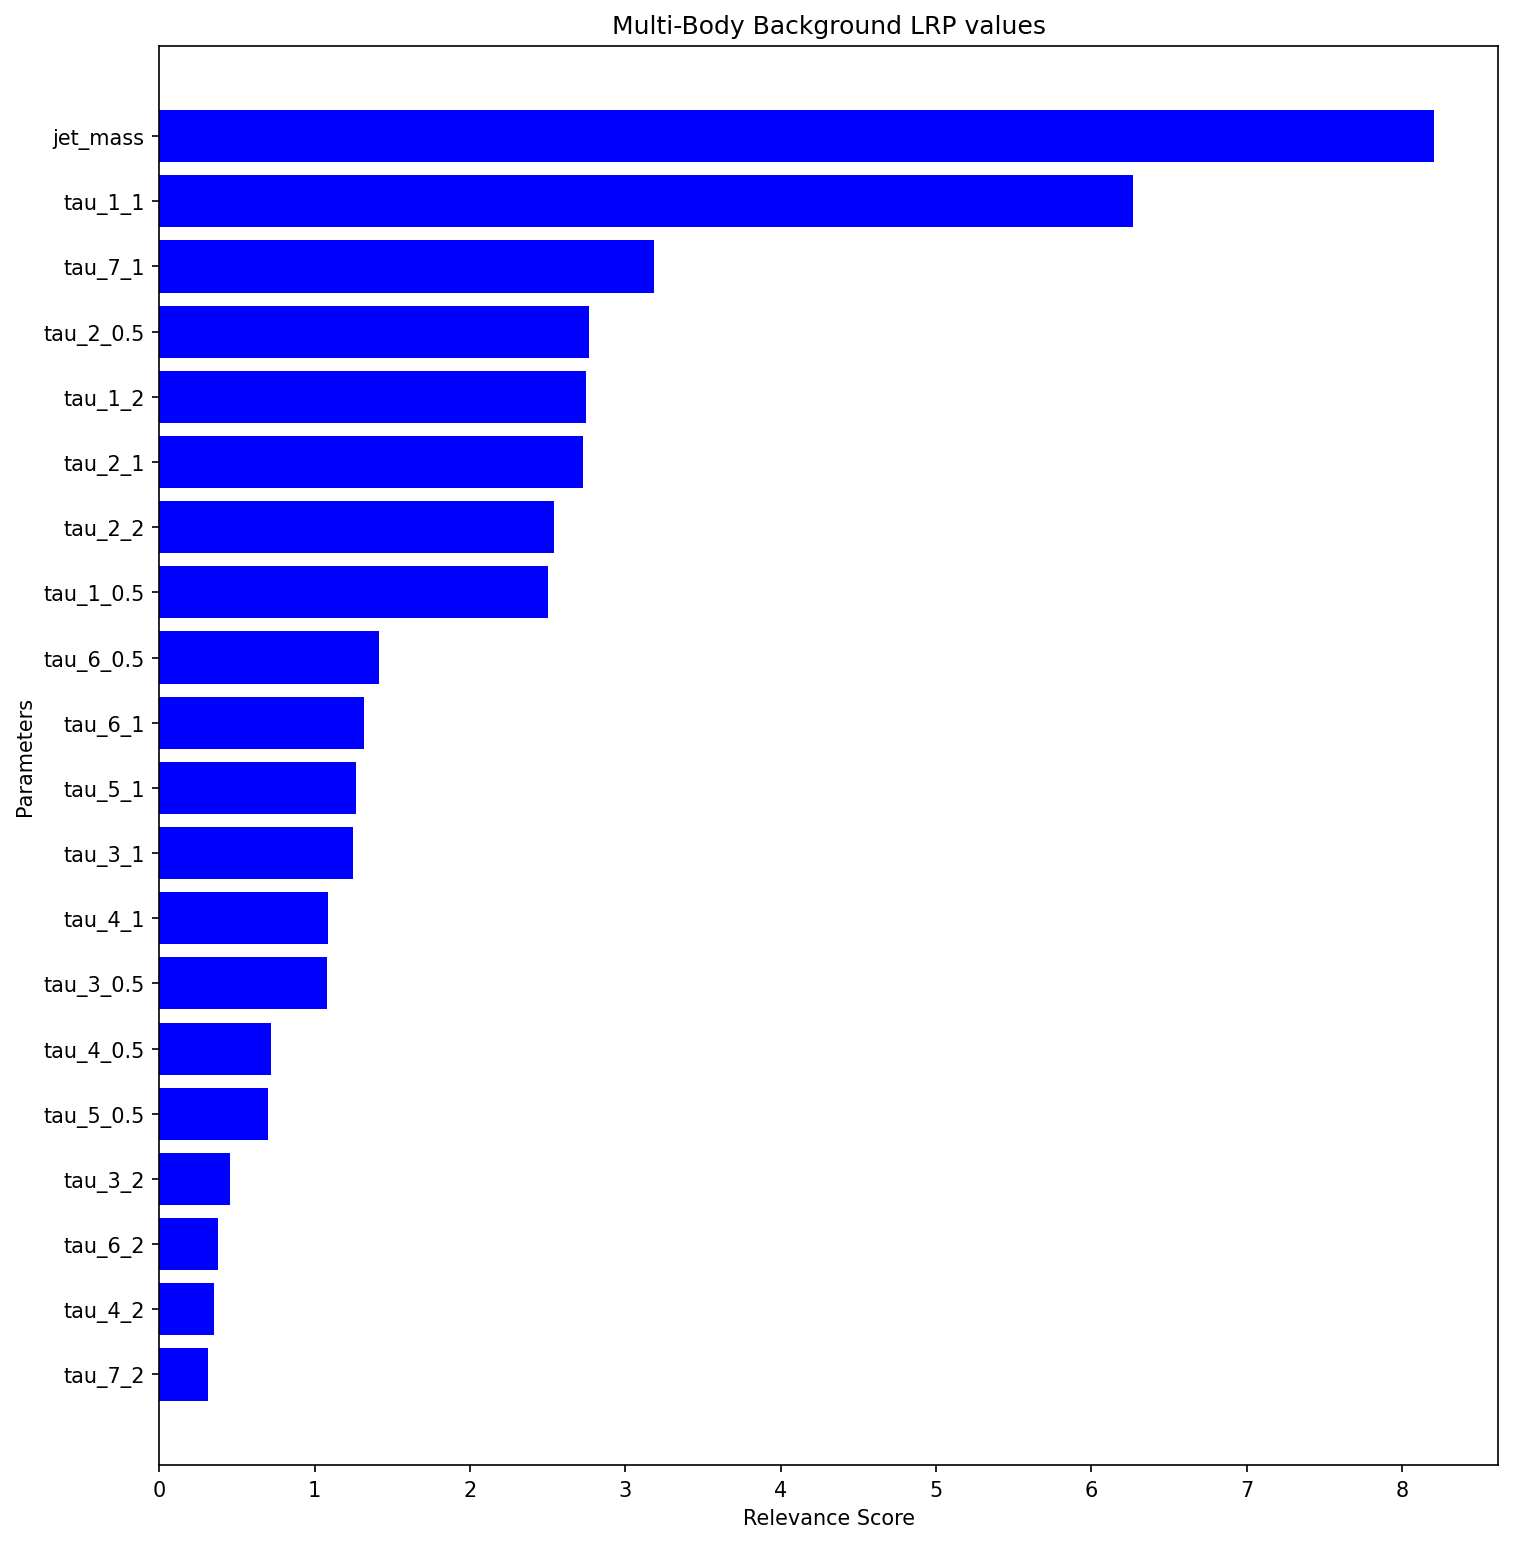 Multi-Body Background LRP values
jet_mass
tau_1_1
tau_7_1
tau_2_0.5
tau_1_2
tau_2_1
tau_2_2
tau_1_0.5
tau_6_0.5
tau_6_1
tau_5_1
tau_3_1
tau_4_1
tau_3_0.5
tau_4_0.5
tau_5_0.5
tau_3_2
tau_6_2
tau_4_2
tau_7_2
Parameters
0 1 2 3 4 5 6 7 8
Relevance Score